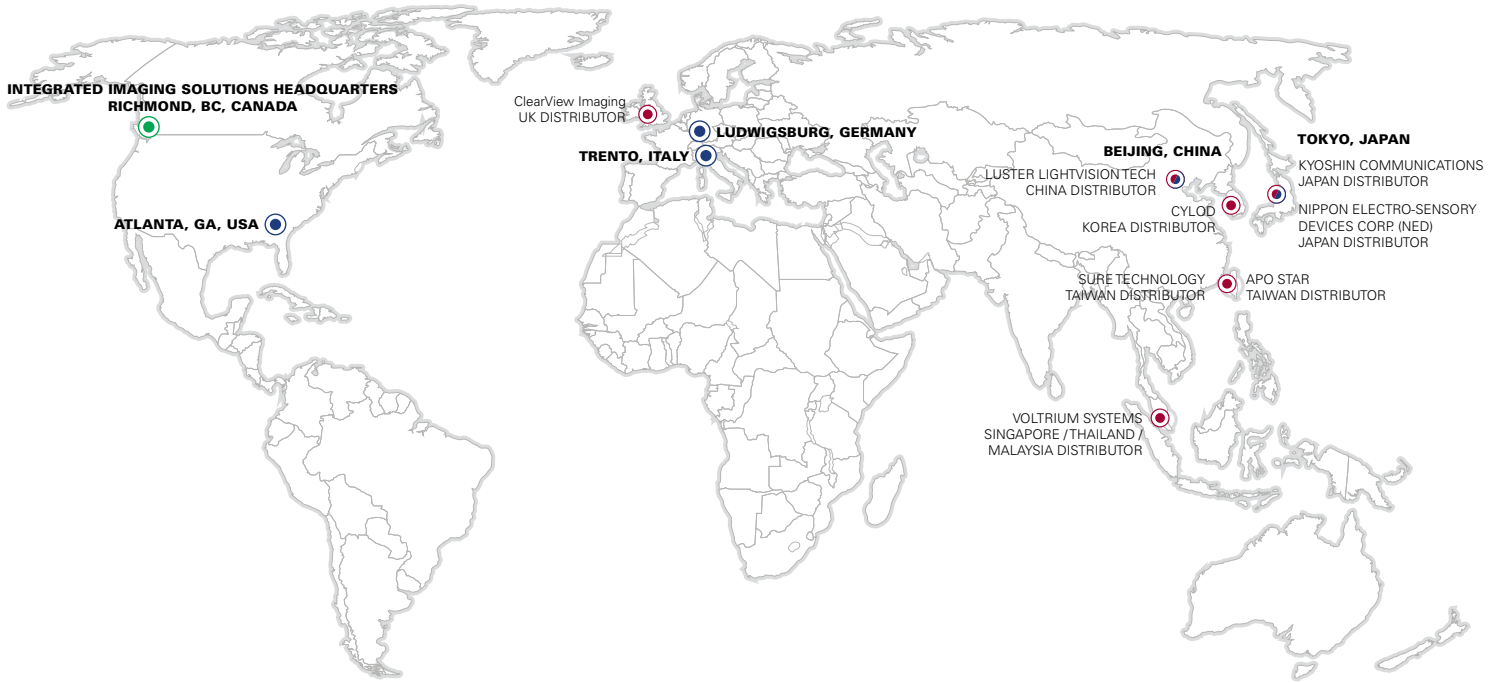 INTEGRATED IMAGING SOLUTIONS HEADQUARTERS
RICHMOND, BC, CANADA
ATLANTA, GA, USA
ClearView Imaging
UK DISTRIBUTOR
LUDWIGSBURG, GERMANY
TRENTO, ITALY
BEIJING, CHINA
LUSTER LIGHTVISION TECH
CHINA DISTRIBUTOR
CYLOD
KOREA DISTRIBUTOR
TOKYO, JAPAN
KYOSHIN COMMUNICATIONS
JAPAN DISTRIBUTOR
NIPPON ELECTRO-SENSORY
DEVICES CORP. (NED)
JAPAN DISTRIBUTOR
SURE TECHNOLOGY
TAIWAN DISTRIBUTOR
APO STAR
TAIWAN DISTRIBUTOR
VOLTRIUM SYSTEMS
SINGAPORE / THAILAND /
MALAYSIA DISTRIBUTOR